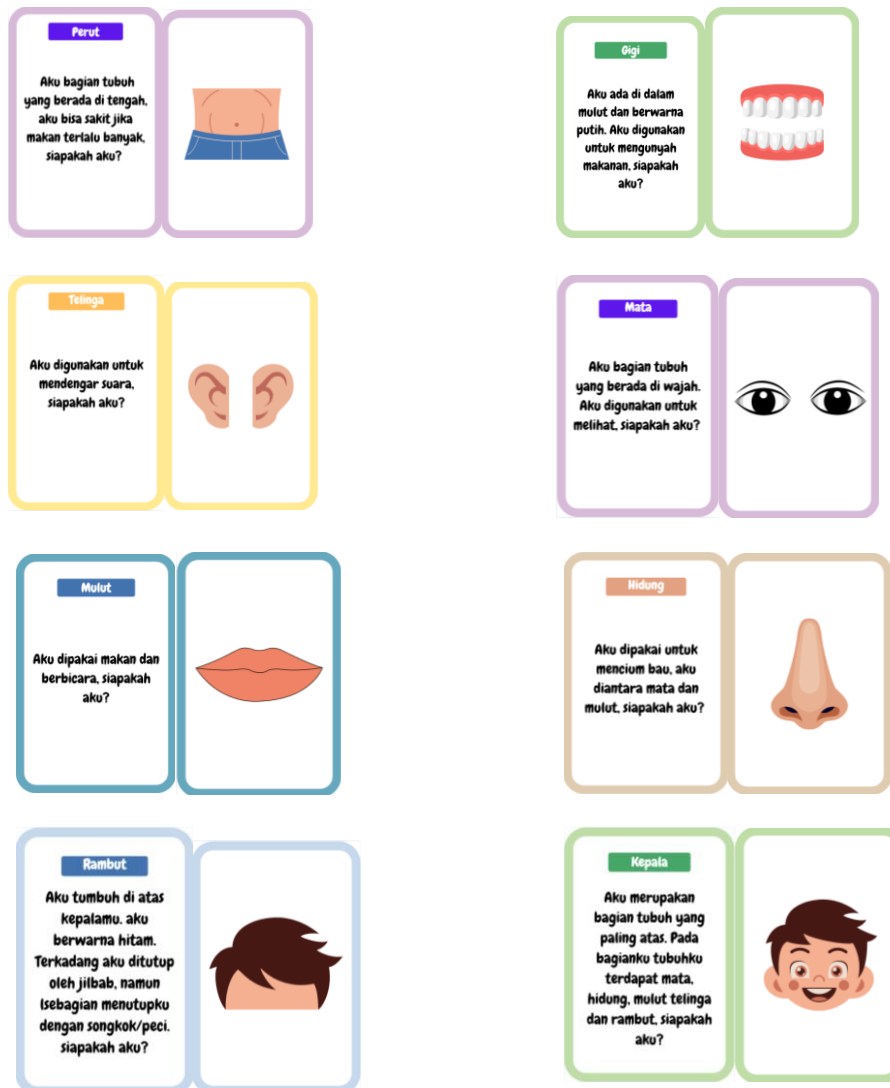 Perut
Aku bagian tubuh
yang berada di tengah,
aku bisa sakit jika
makan terlalu banyak,
siapakah aku?
Gigi
Aku ada di dalam
mulut dan berwarna
putih. Aku digunakan
untuk mengunyah
makanan, siapakah
aku?
Telinga
Aku digunakan untuk
mendengar suara,
siapakah aku?
Mata
Aku bagian tubuh
yang berada di wajah.
Aku digunakan untuk
melihat, siapakah aku?
Mulut
Aku dipakai makan dan
berbicara, siapakah
aku?
Hidung
Aku dipakai untuk
mencium bau, aku
diantara mata dan
mulut, siapakah aku?
Rambut
Aku tumbuh di atas
kepalamu. aku
berwarna hitam.
Terkadang aku ditutup
oleh jilbab, namun
lsebagian menutupku
dengan songkok/peci.
siapakah aku?
Kepala
Aku merupakan
bagian tubuh yang
paling atas. Pada
bagianku tubuhku
terdapat mata,
hidung, mulut telinga
dan rambut, siapakah
aku?